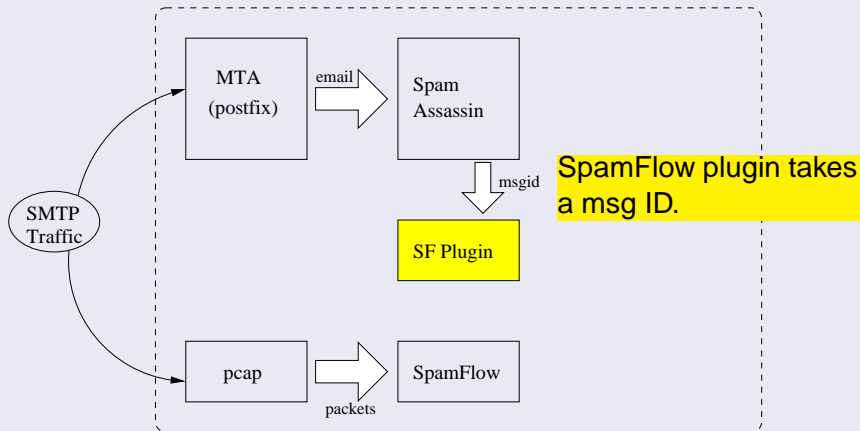 MTA
(postfix)
email
Spam
Assassin
msgid
SpamFlow plugin takes
a msg ID.
SMTP
Traffic
SF Plugin
pcap
packets
SpamFlow